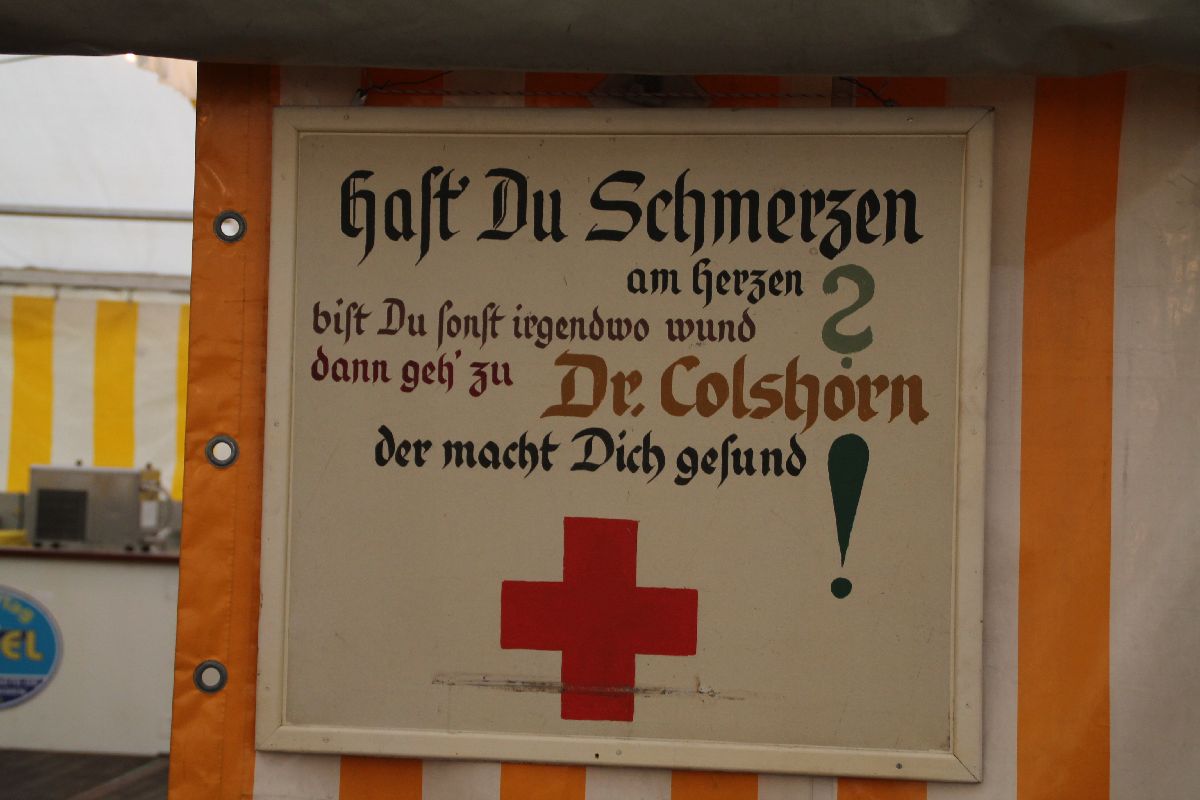 Hast' Du Schmerzen
am Herzen ?
bist Du sonst irgendwo wund
dann geh' zu Dr. Colshorn
der macht Dich gesund !